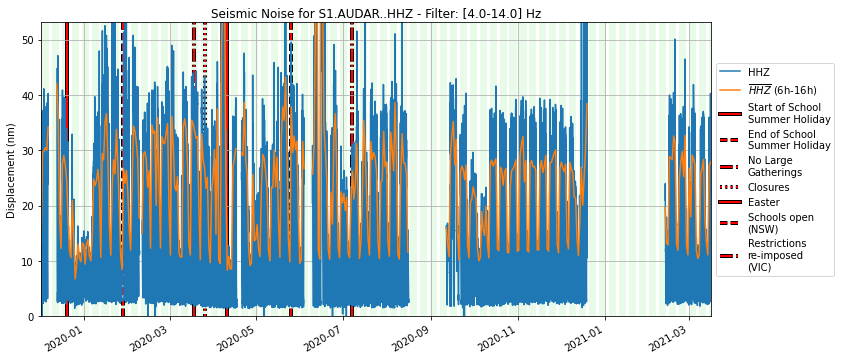 Seismic Noise for S1.AUDAR..HHZ - Filter: [4.0-14.0] Hz
Displacement (nm)
50
40
30
20
10
0
2020-01
2020-03
2020-05
2020-07
2020-09
2020-11
2021-01
2021-03
HHZ
HHZ (6h-16h)
Start of School
Summer Holiday
End of School
Summer Holiday
No Large
Gatherings
Closures
Easter
Schools open
(NSW)
Restrictions
re-imposed
(VIC)